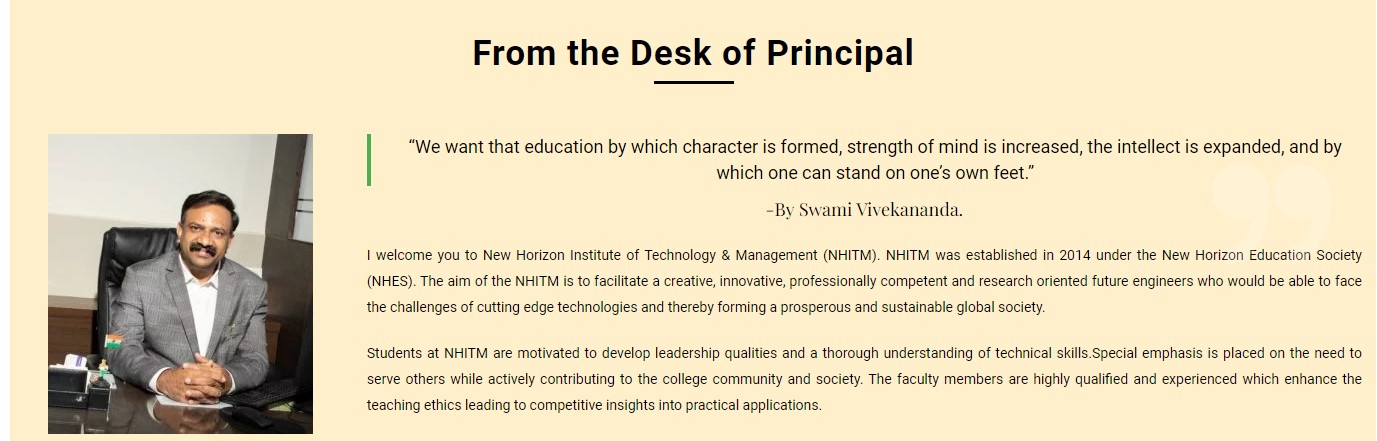 From the Desk of Principal
“We want that education by which character is formed, strength of mind is increased, the intellect is expanded, and by
which one can stand on one’s own feet.”
-By Swami Vivekananda.
I welcome you to New Horizon Institute of Technology & Management (NHITM). NHITM was established in 2014 under the New Horizon Education Society
(NHES). The aim of the NHITM is to facilitate a creative, innovative, professionally competent and research oriented future engineers who would be able to face
the challenges of cutting edge technologies and thereby forming a prosperous and sustainable global society.
Students at NHITM are motivated to develop leadership qualities and a thorough understanding of technical skills.Special emphasis is placed on the need to
serve others while actively contributing to the college community and society. The faculty members are highly qualified and experienced which enhance the
teaching ethics leading to competitive insights into practical applications.